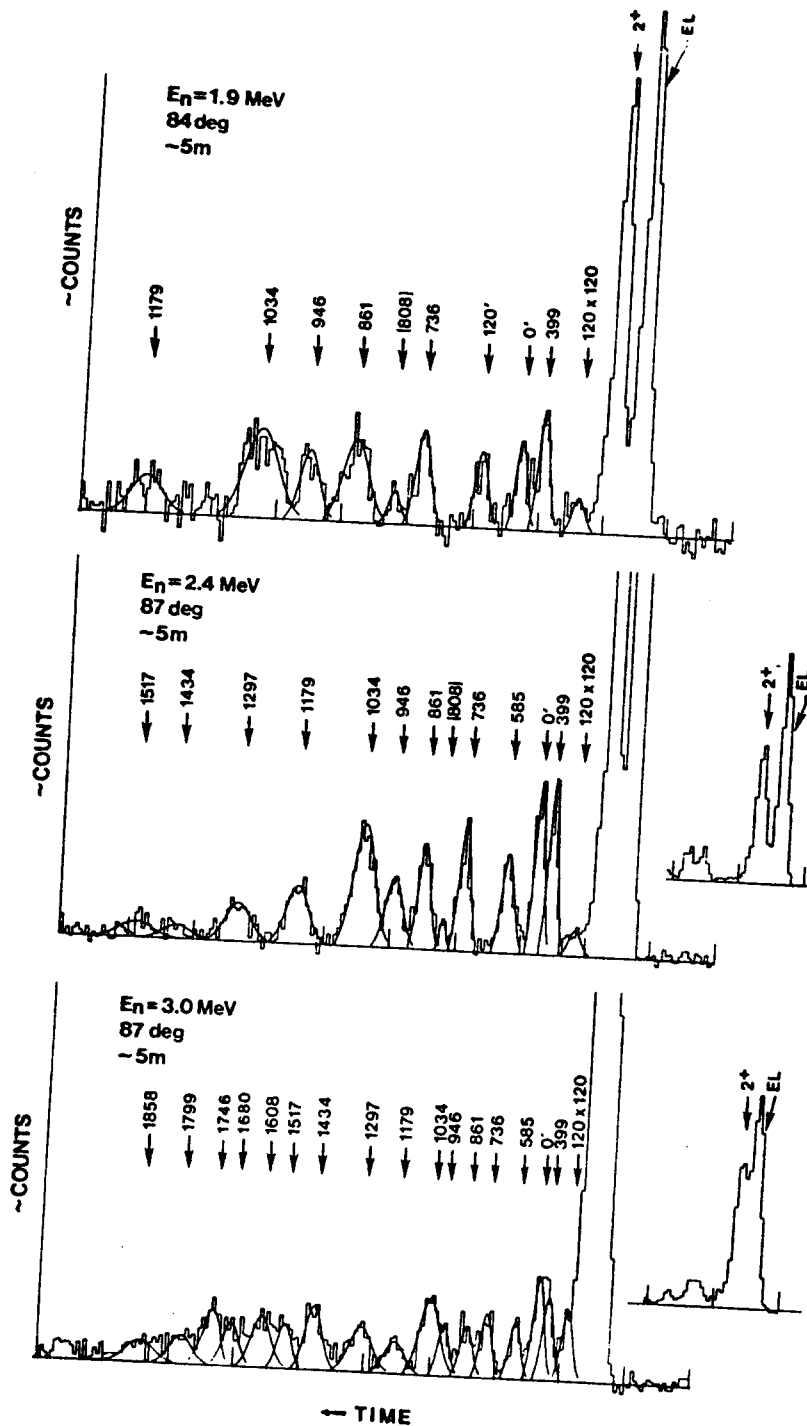 En=1.9 MeV
84 deg
~5m
~COUNTS
1179
1034
946
861
|808|
736
120′
0′
399
120 x 120
2+
EL
En=2.4 MeV
87 deg
~5m
~COUNTS
1517
1434
1297
1179
1034
946
861
|808|
736
585
0′
399
120 x 120
2+
EL
En=3.0 MeV
87 deg
~5m
~COUNTS
1858
1799
1746
1680
1608
1517
1434
1297
1179
1034
946
861
736
585
0′
399
120 x 120
2+
EL
← TIME